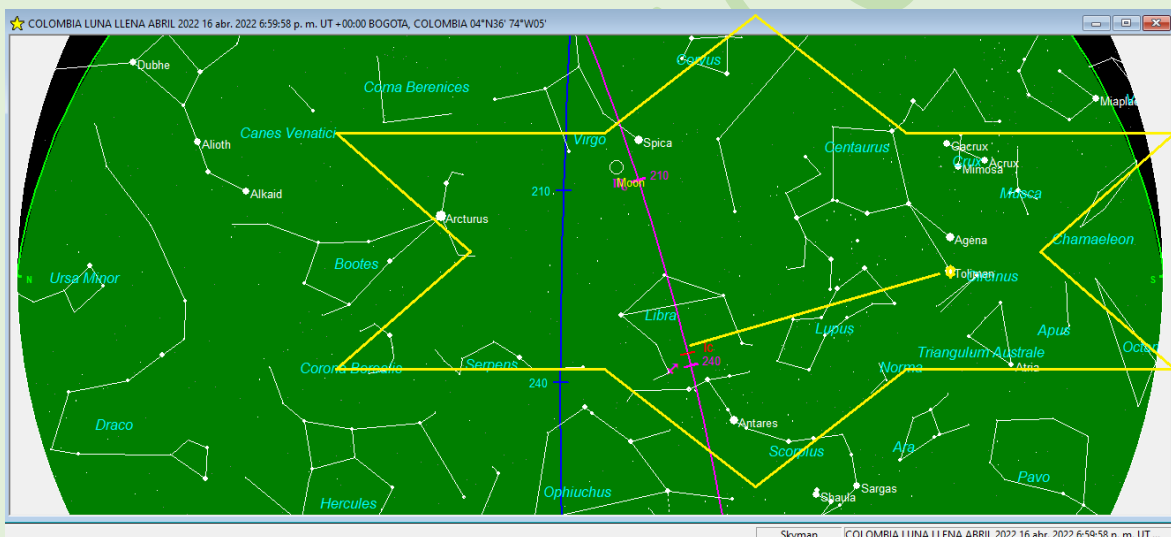 COLOMBIA LUNA LLENA ABRIL 2022 16 abr. 2022 6:59:58 p. m. UT +00:00 BOGOTA, COLOMBIA 04°N36' 74°W05'
Corvus
Dubhe
Coma Berenices
Miaplac
Canes Venatici
Virgo
Spica
Alioth
Centaurus
Gacrux
Crux
Acrux
Mimosa
Moon
210
210
Alkaid
Musca
Arcturus
Agena
Chamaeleon
Bootes
Ursa Minor
N
Toliman
Circinus
S
Libra
Lupus
Apus
Ic
Triangulum Australe
Octan
Corona Borealis
Serpens
240
Norma
Atria
240
Draco
Antares
Scorpius
Ara
Pavo
Hercules
Ophiuchus
Shaula
Sargas
Skyman
COLOMBIA LUNA LLENA ABRIL 2022 16 abr. 2022 6:59:58 p. m. UT ...